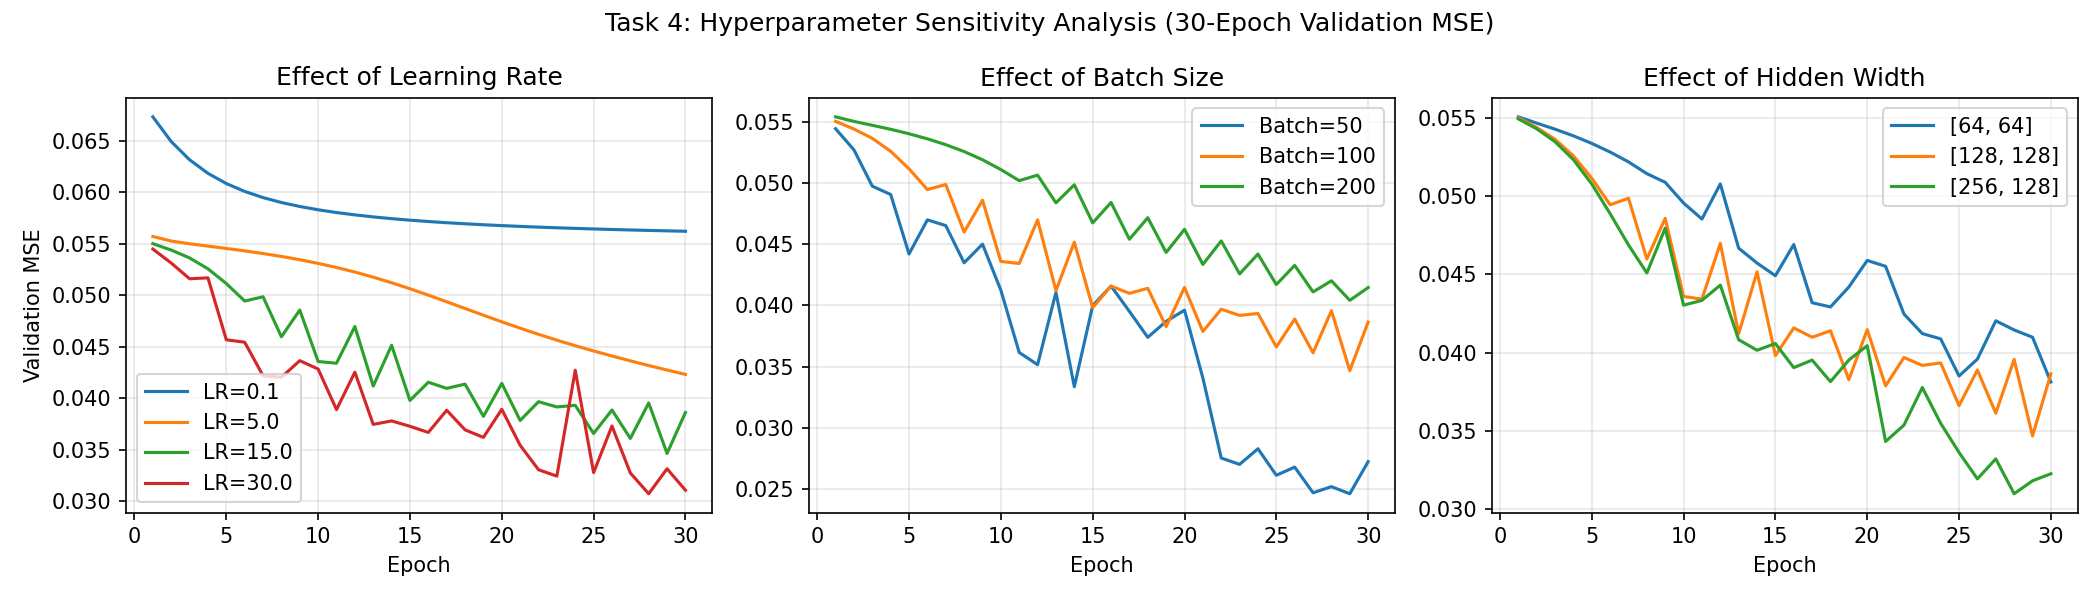 Task 4: Hyperparameter Sensitivity Analysis (30-Epoch Validation MSE)
Effect of Learning Rate
Validation MSE
0.065
0.060
0.055
0.050
0.045
0.040
0.035
0.030
LR=0.1
LR=5.0
LR=15.0
LR=30.0
0 5 10 15 20 25 30
Epoch
Effect of Batch Size
0.055
0.050
0.045
0.040
0.035
0.030
0.025
Batch=50
Batch=100
Batch=200
0 5 10 15 20 25 30
Epoch
Effect of Hidden Width
0.055
0.050
0.045
0.040
0.035
0.030
[64, 64]
[128, 128]
[256, 128]
0 5 10 15 20 25 30
Epoch